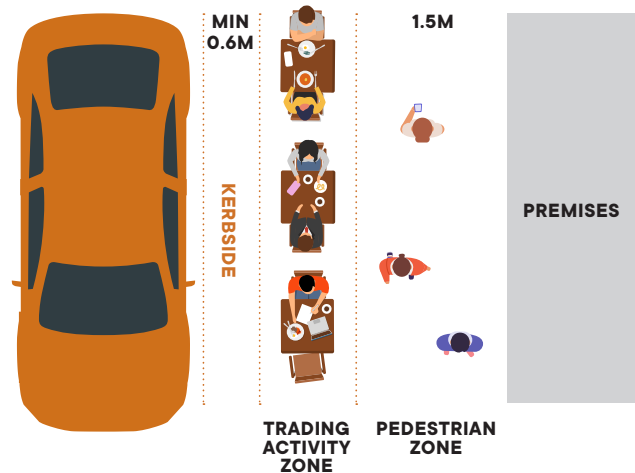 MIN
0.6M
1.5M
KERBSIDE
PREMISES
TRADING
ACTIVITY
ZONE
PEDESTRIAN
ZONE